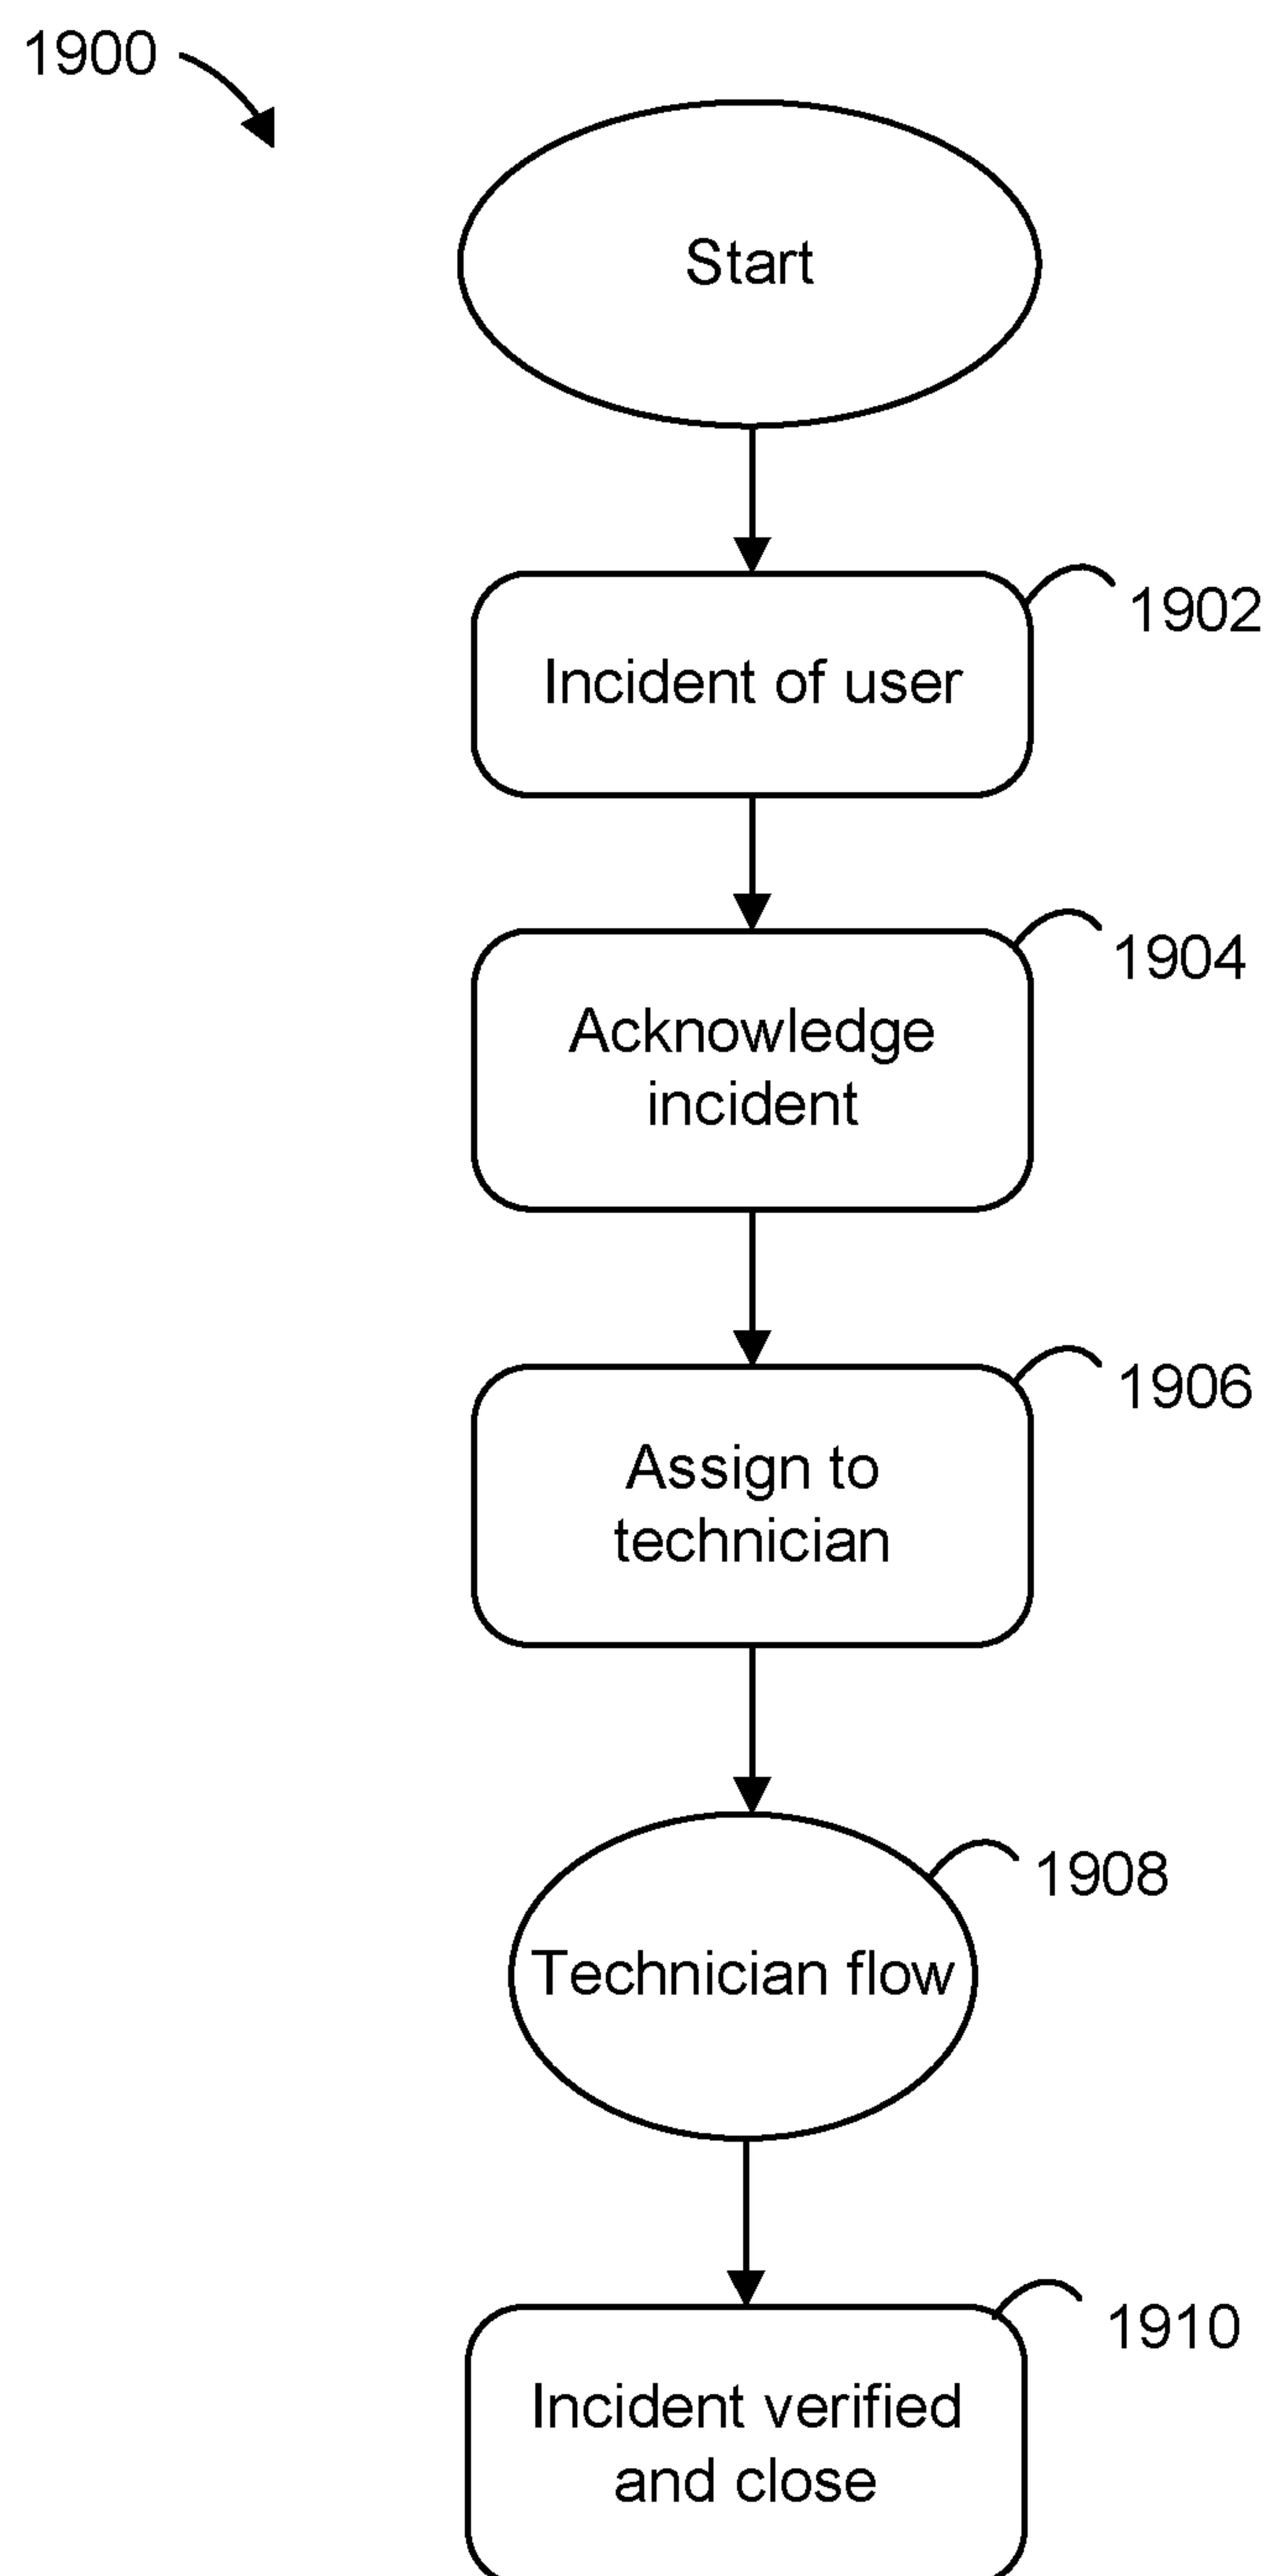 1900
Start
1902
Incident of user
1904
Acknowledge
incident
1906
Assign to
technician
1908
Technician flow
1910
Incident verified
and close